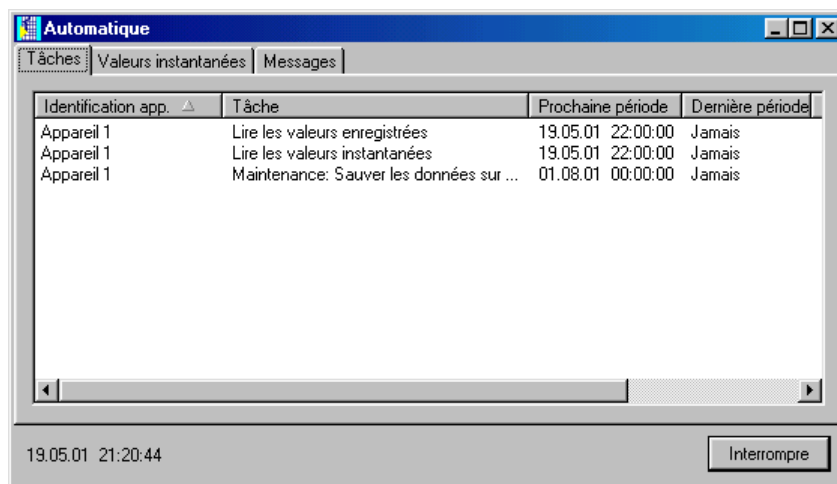 Automatique
Tâches Valeurs instantanées Messages
Identification app. Tâche Prochaine période Dernière période
Appareil 1 Lire les valeurs enregistrées 19.05.01 22:00:00 Jamais
Appareil 1 Lire les valeurs instantanées 19.05.01 22:00:00 Jamais
Appareil 1 Maintenance: Sauver les données sur ... 01.08.01 00:00:00 Jamais
19.05.01 21:20:44 Interrompre